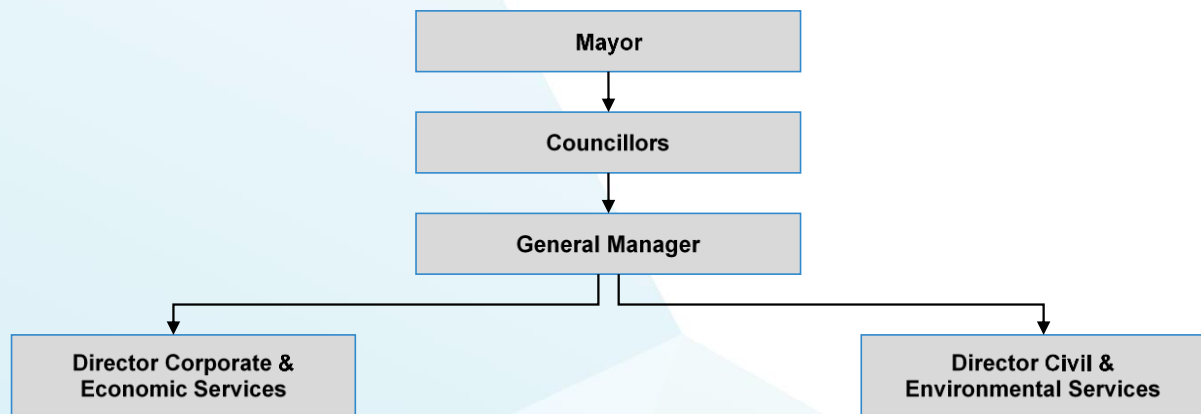 Mayor
Councillors
General Manager
Director Corporate &
Economic Services
Director Civil &
Environmental Services